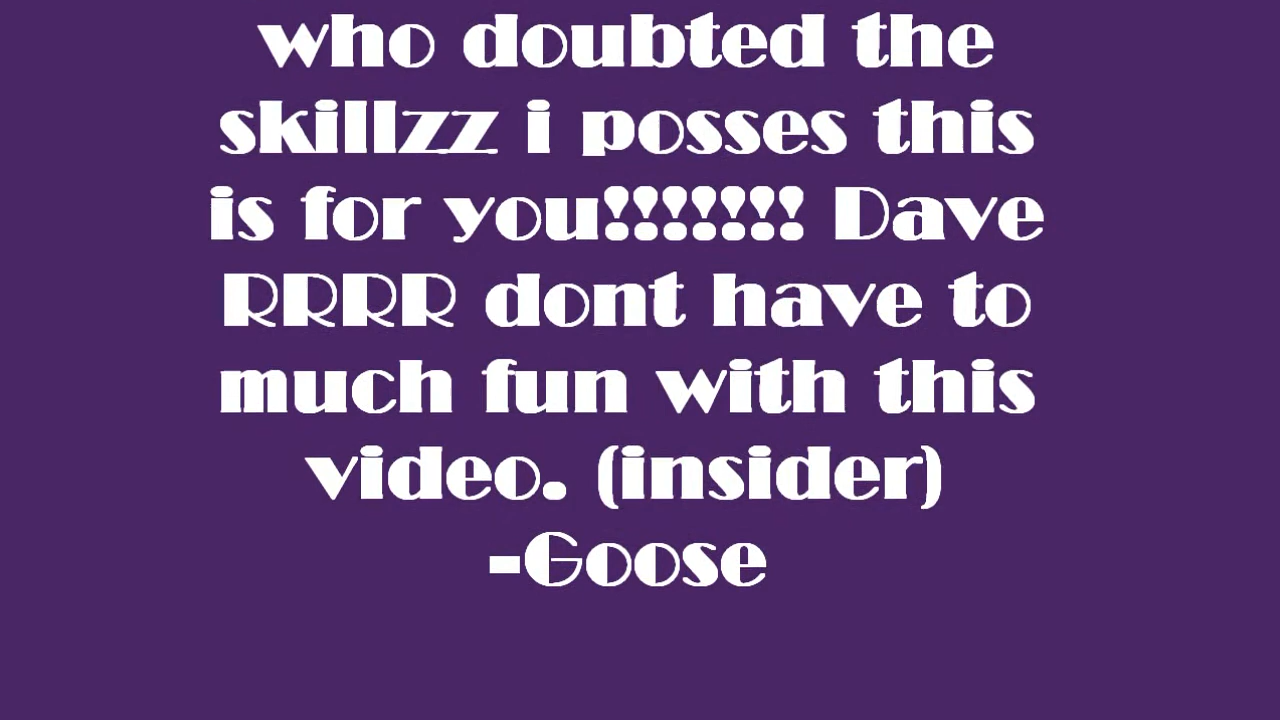 who doubted the
skillzz i posses this
is for you!!!!!!! Dave
RRRR dont have to
much fun with this
video. (insider)
-Goose